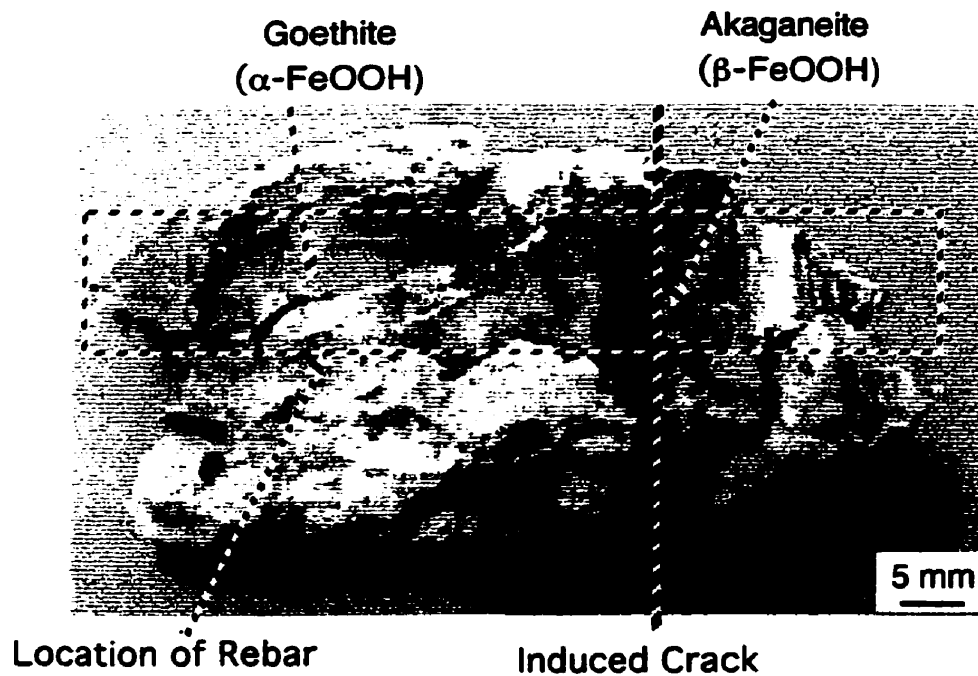 Goethite
(α-FeOOH)
Akaganeite
(β-FeOOH)
5 mm
Location of Rebar
Induced Crack